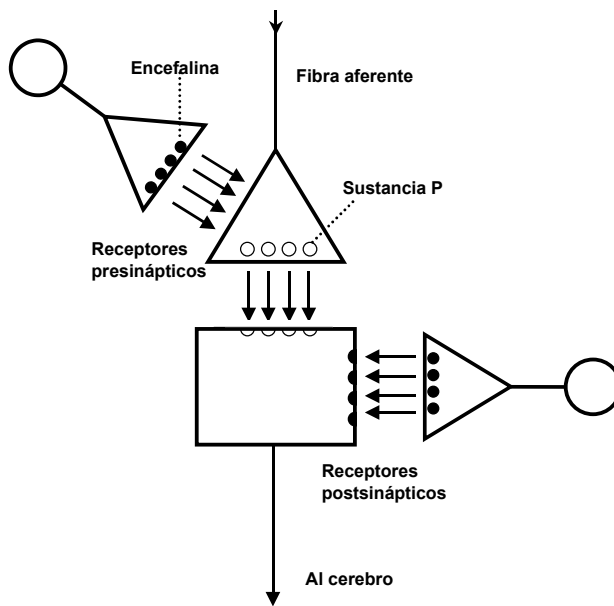 Encefalina
Fibra aferente
Sustancia P
Receptores
presinápticos
Receptores
postsinápticos
Al cerebro